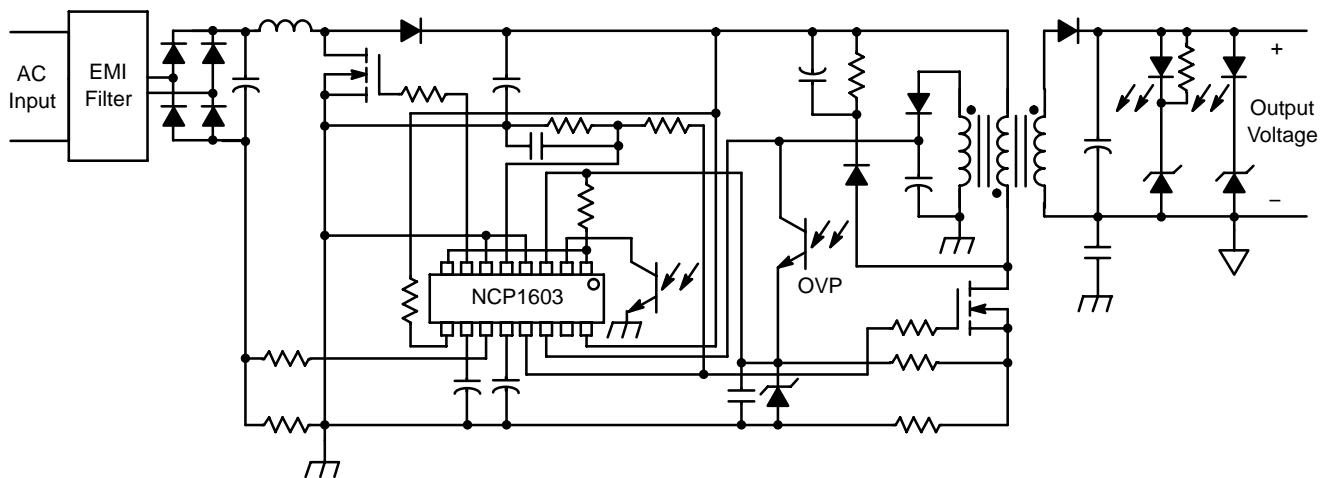 AC
Input
EMI
Filter
NCP1603
OVP
+
Output
Voltage
−